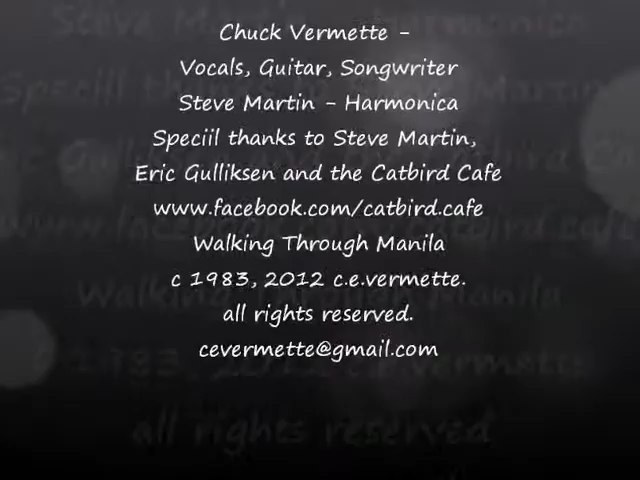 Chuck Vermette -
Vocals, Guitar, Songwriter
Steve Martin - Harmonica
Speciil thanks to Steve Martin,
Eric Gulliksen and the Catbird Cafe
www.facebook.com/catbird.cafe
Walking Through Manila
c 1983, 2012 c.e.vermette.
all rights reserved.
cevermette@gmail.com